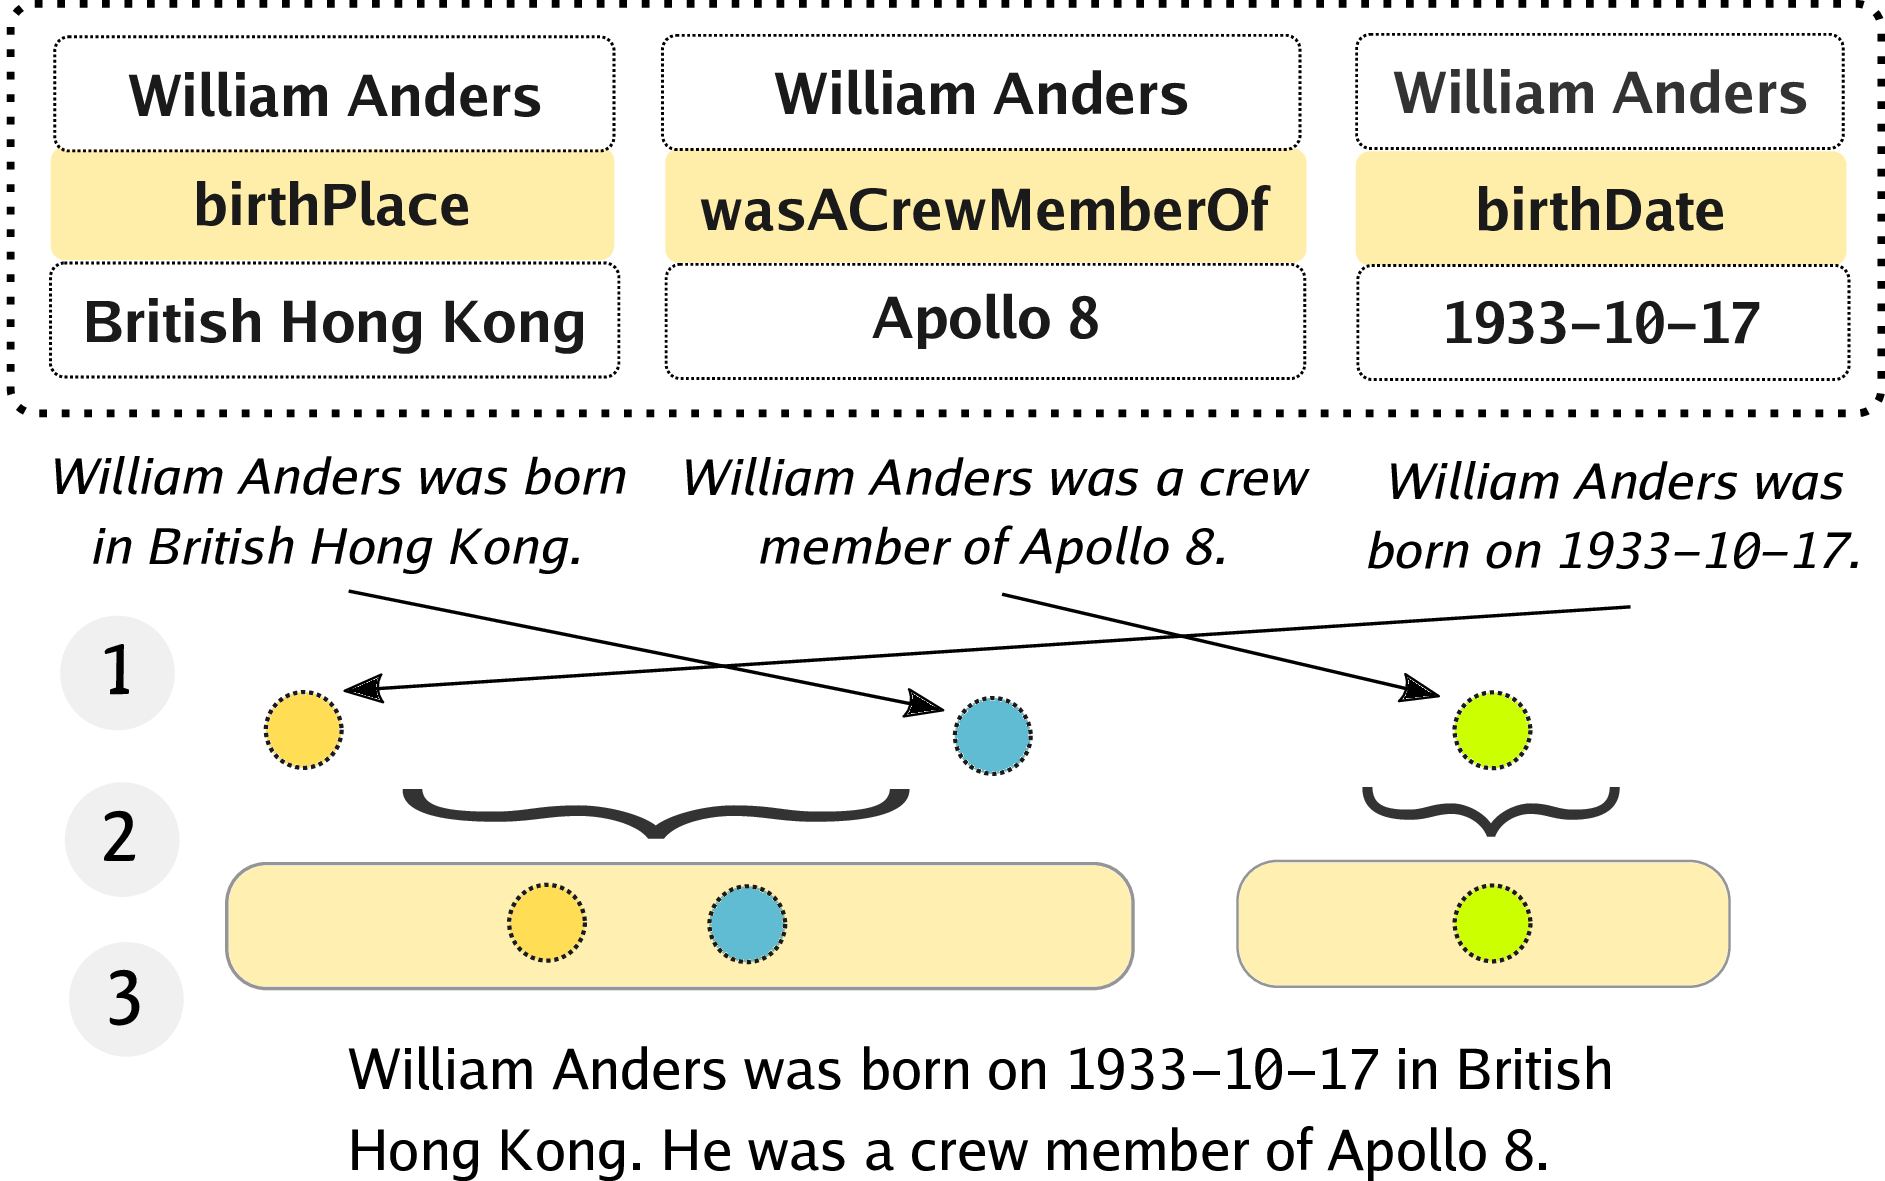 William Anders
birthPlace
British Hong Kong
William Anders
wasACrewMemberOf
Apollo 8
William Anders
birthDate
1933–10–17
William Anders was born
in British Hong Kong.
William Anders was a crew
member of Apollo 8.
William Anders was
born on 1933–10–17.
1
2
3
William Anders was born on 1933–10–17 in British
Hong Kong. He was a crew member of Apollo 8.